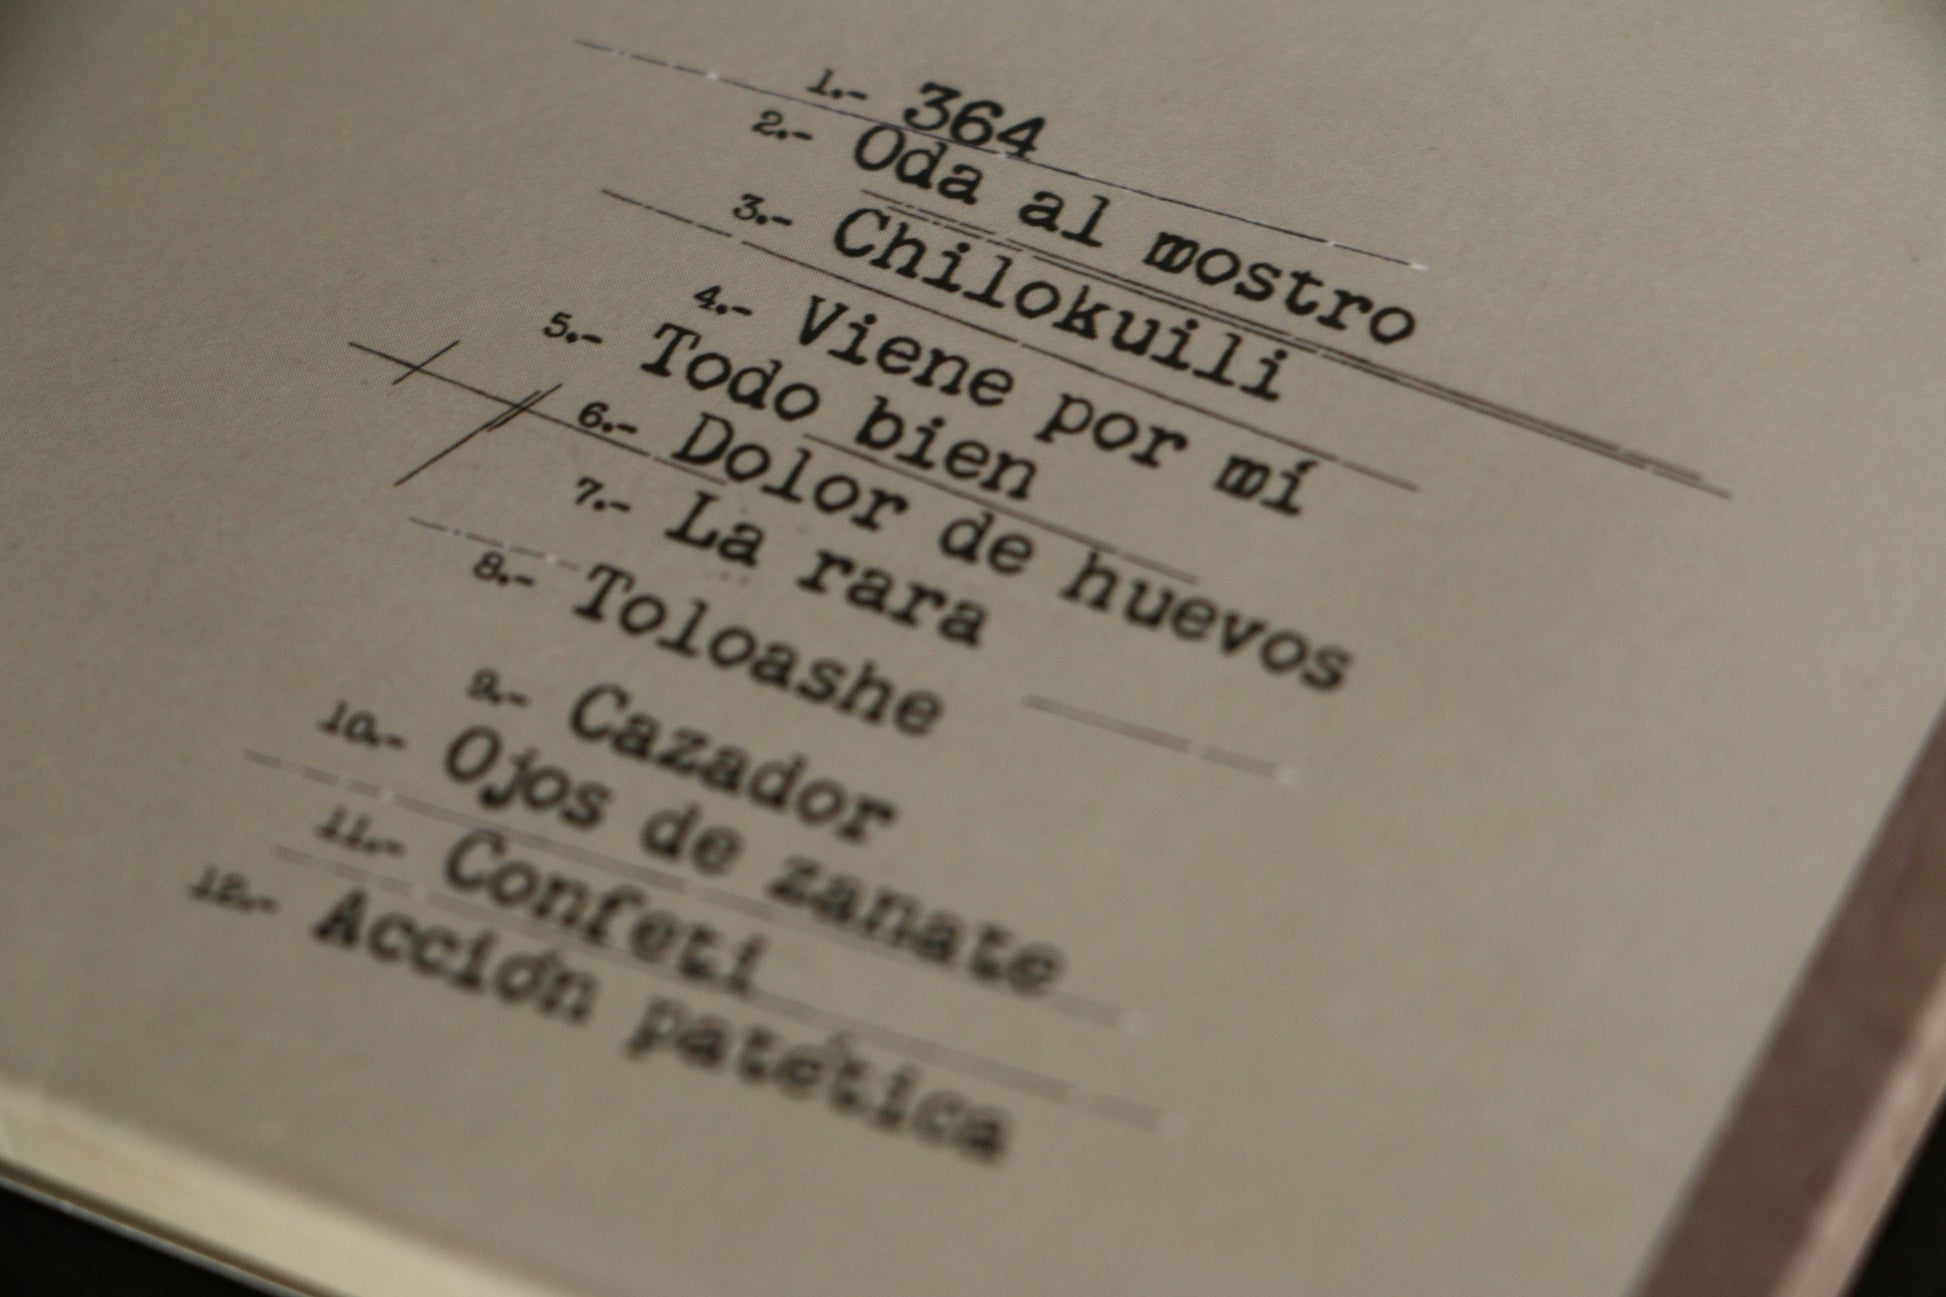 1.- 364
2.- Oda al mostro
3.- Chilokuili
4.- Viene por mí
5.- Todo bien
6.- Dolor de huevos
7.- La rara
8.- Toloashe
9.- Cazador
10.- Ojos de zanate
11.- Confeti
12.- Acción patética